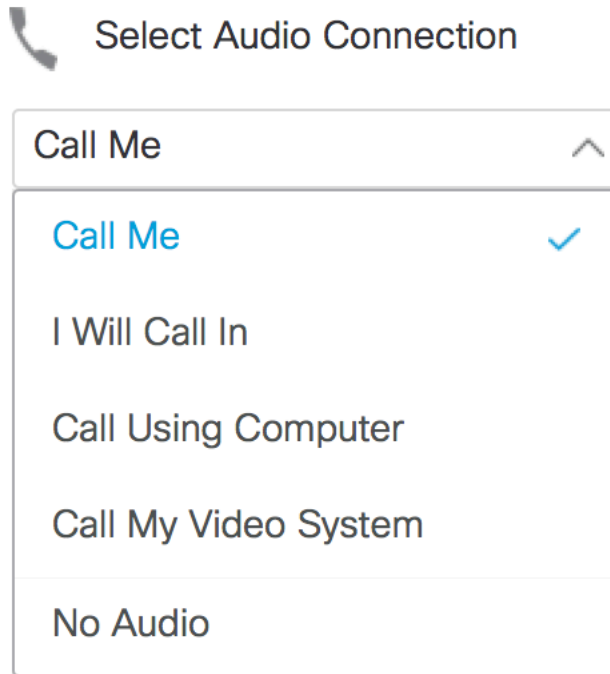 Select Audio Connection
Call Me
Call Me
I Will Call In
Call Using Computer
Call My Video System
No Audio